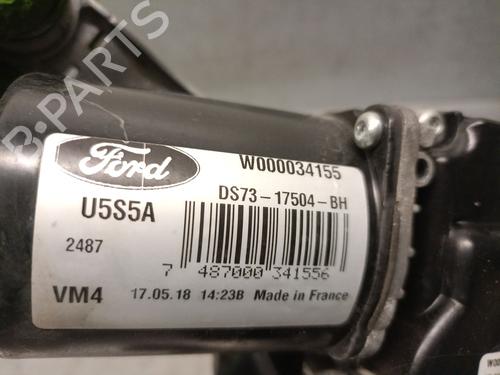 Ford
W000034155
U5S5A
DS73-17504-BH
2487
7 487000 341556
VM4
17.05.18 14:23B Made in France
B-PARTS
W00